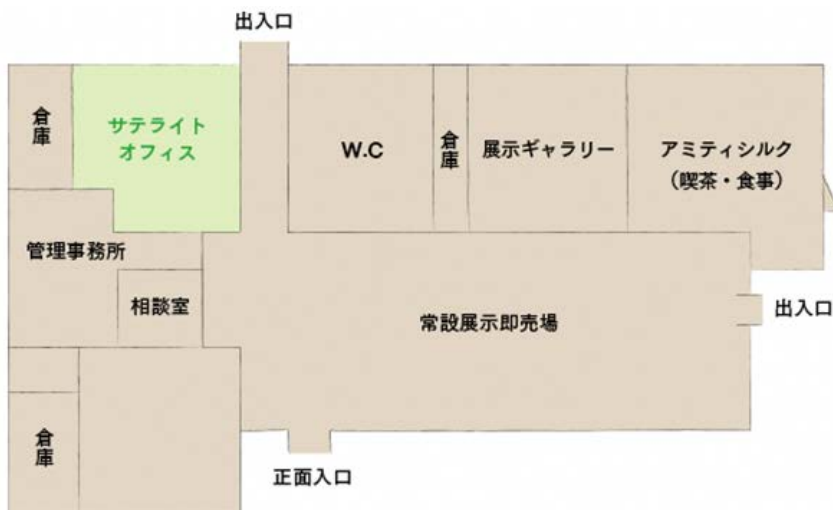 出入口
倉庫
サテライト
オフィス
W.C
倉庫
展示ギャラリー
アミティシルク
（喫茶・食事）
管理事務所
相談室
常設展示即売場
出入口
倉庫
正面入口